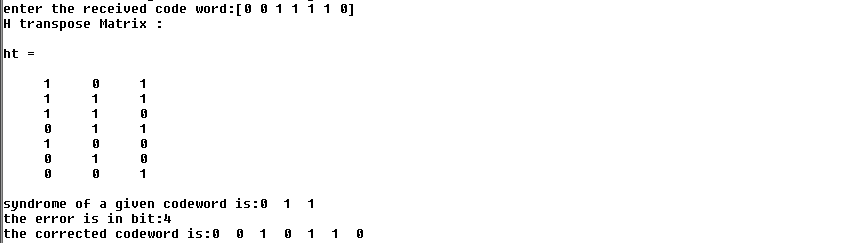 enter the received code word:[0 0 1 1 1 1 0]
H transpose Matrix :
ht =
1 0 1
1 1 1
1 1 0
0 1 1
1 0 0
0 1 0
0 0 1
syndrome of a given codeword is:0 1 1
the error is in bit:4
the corrected codeword is:0 0 1 0 1 1 0